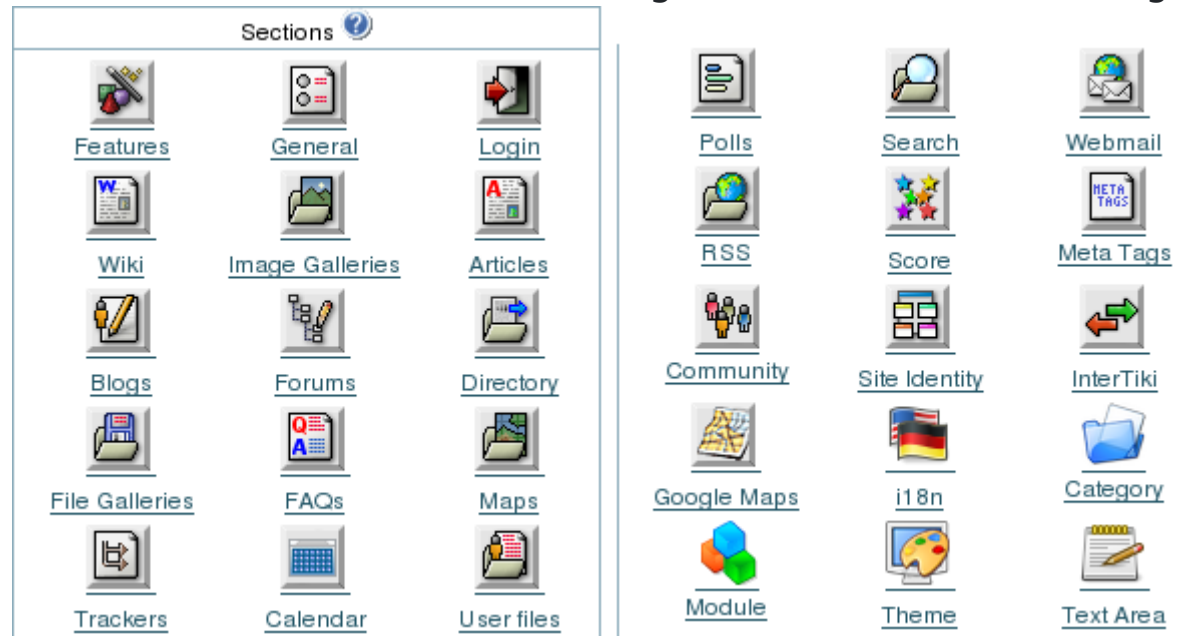 Sections
Features General Login
Wiki Image Galleries Articles
Blogs Forums Directory
File Galleries FAQs Maps
Trackers Calendar User files
Polls Search Webmail
META TAGS
RSS Score Meta Tags
Community Site Identity InterTiki
Google Maps i18n Category
Module Theme Text Area